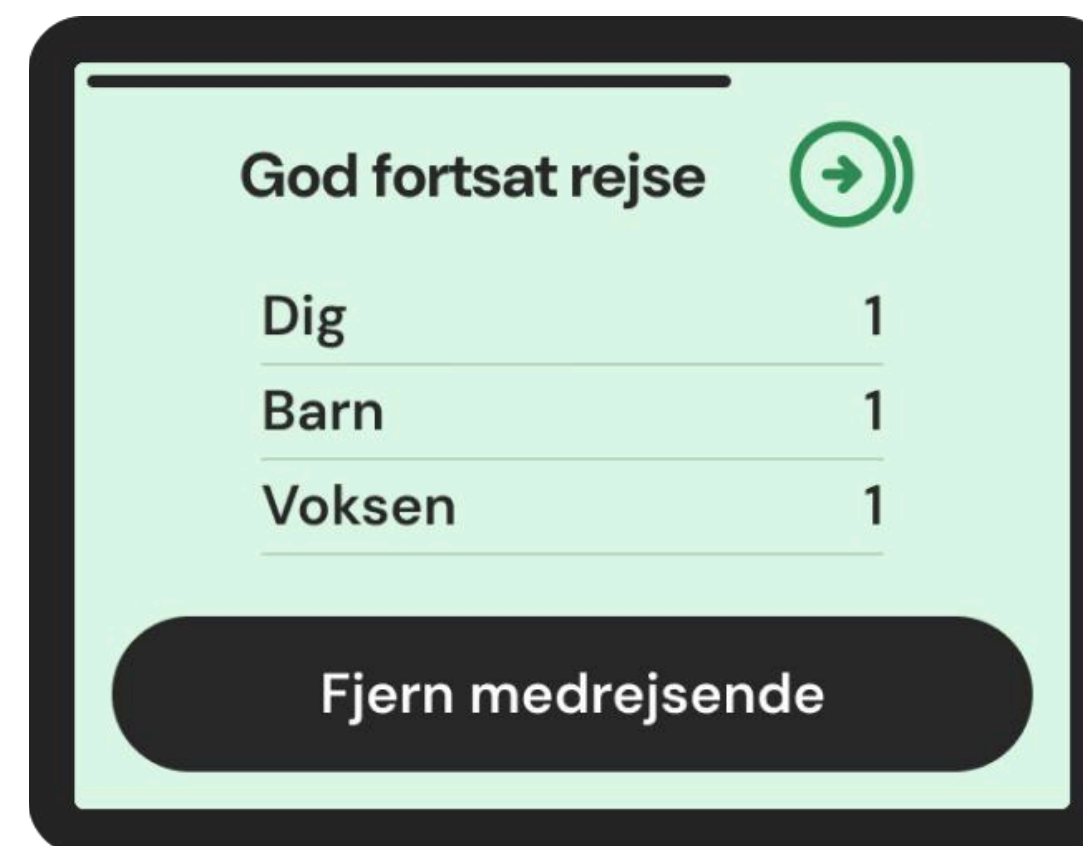 God fortsat rejse
Dig 1
Barn 1
Voksen 1
Fjern medrejsende